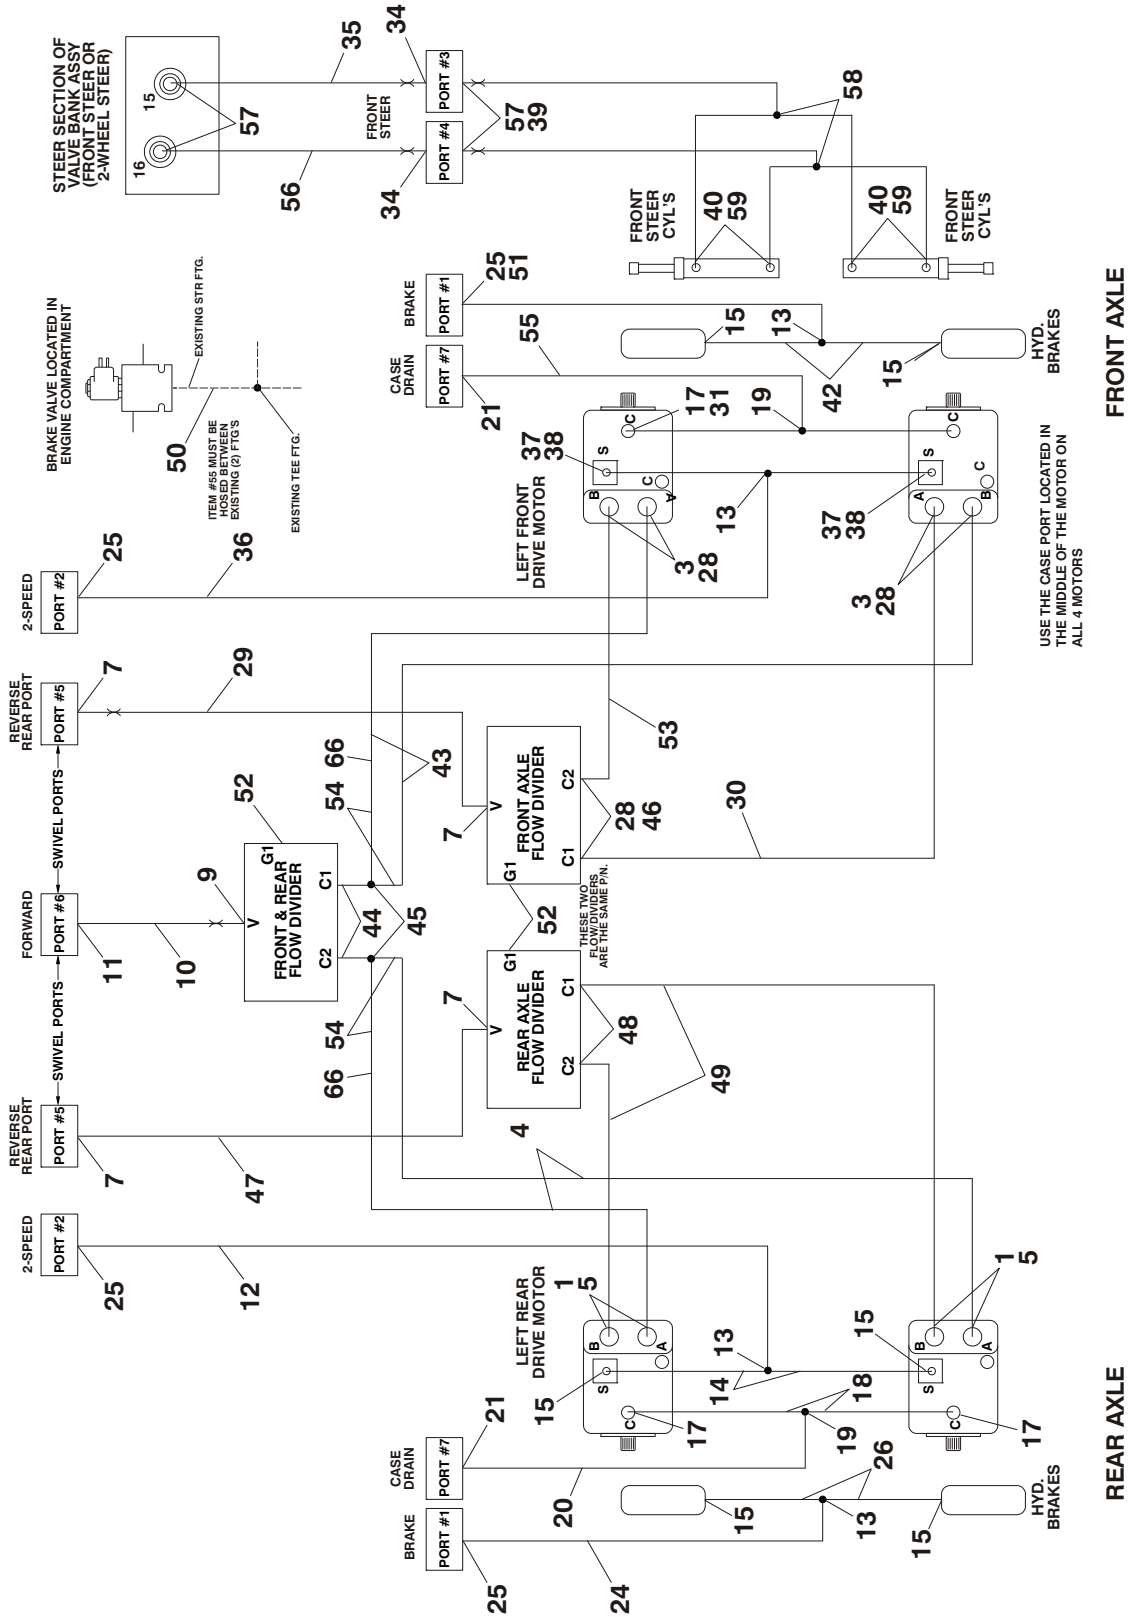 2-SPEED
PORT #2
25
12
REVERSE
REAR PORT
PORT #5
7
47
SWIVEL PORTS
FORWARD
PORT #6
11
10
SWIVEL PORTS
REVERSE
REAR PORT
PORT #5
7
29
2-SPEED
PORT #2
25
36
BRAKE VALVE LOCATED IN
ENGINE COMPARTMENT
EXISTING STR FTG.
50
ITEM #55 MUST BE
HOSED BETWEEN
EXISTING (2) FTG'S
EXISTING TEE FTG.
STEER SECTION OF
VALVE BANK ASSY
(FRONT STEER OR
2-WHEEL STEER)
16
15
57
56
35
FRONT
STEER
34
34
PORT #4
PORT #3
57
39
58
9
52
V
G1
FRONT & REAR
FLOW DIVIDER
C2
C1
54
44
45
54
66
66
43
4
7
V
G1
REAR AXLE
FLOW DIVIDER
C2
C1
48
49
52
7
V
G1
FRONT AXLE
FLOW DIVIDER
C1
C2
THESE TWO
FLOW/DIVIDERS
ARE THE SAME P/N.
28
46
53
30
BRAKE
PORT #1
25
24
CASE
DRAIN
PORT #7
21
20
LEFT REAR
DRIVE MOTOR
1
5
B
A
S
C
15
17
14
13
18
19
15
26
13
15
15
B
A
S
C
17
1
5
HYD.
BRAKES
REAR AXLE
CASE
DRAIN
PORT #7
21
55
BRAKE
PORT #1
25
51
LEFT FRONT
DRIVE MOTOR
37
38
B
A
S
C
C
17
31
19
3
28
13
15
13
42
15
37
38
A
B
S
C
C
3
28
HYD.
BRAKES
FRONT
STEER
CYL'S
40
59
40
59
FRONT
STEER
CYL'S
USE THE CASE PORT LOCATED IN
THE MIDDLE OF THE MOTOR ON
ALL 4 MOTORS
FRONT AXLE